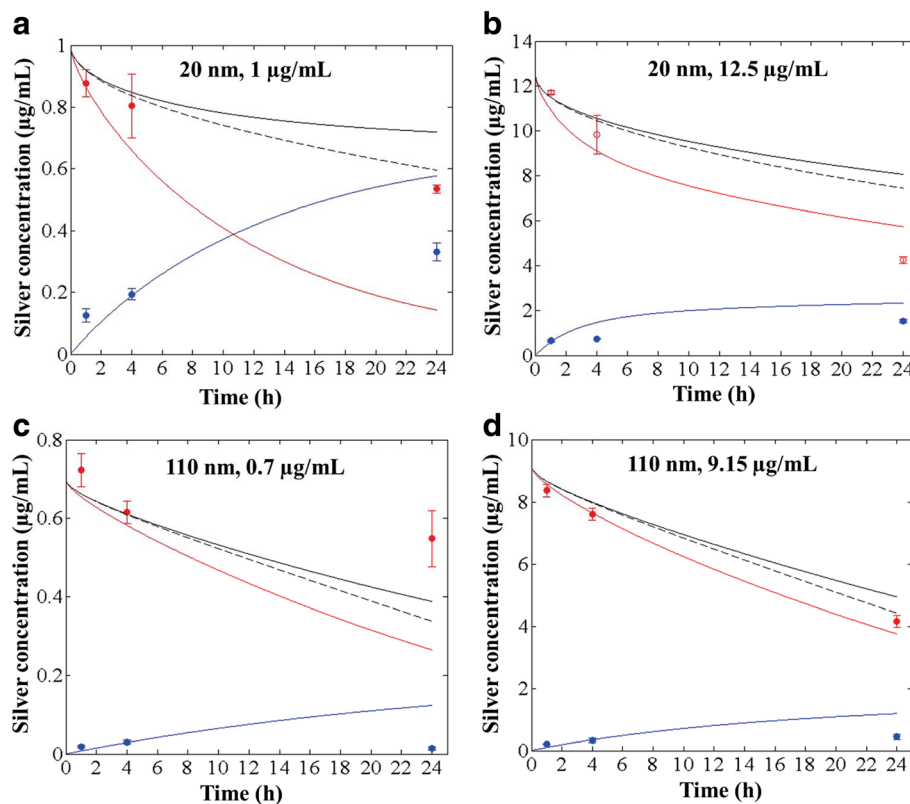 a
20 nm, 1 µg/mL
Silver concentration (µg/mL)
1
0.8
0.6
0.4
0.2
0
0 2 4 6 8 10 12 14 16 18 20 22 24
Time (h)
b
20 nm, 12.5 µg/mL
Silver concentration (µg/mL)
14
12
10
8
6
4
2
0
0 2 4 6 8 10 12 14 16 18 20 22 24
Time (h)
c
110 nm, 0.7 µg/mL
Silver concentration (µg/mL)
0.8
0.6
0.4
0.2
0
0 2 4 6 8 10 12 14 16 18 20 22 24
Time (h)
d
110 nm, 9.15 µg/mL
Silver concentration (µg/mL)
10
8
6
4
2
0
0 2 4 6 8 10 12 14 16 18 20 22 24
Time (h)